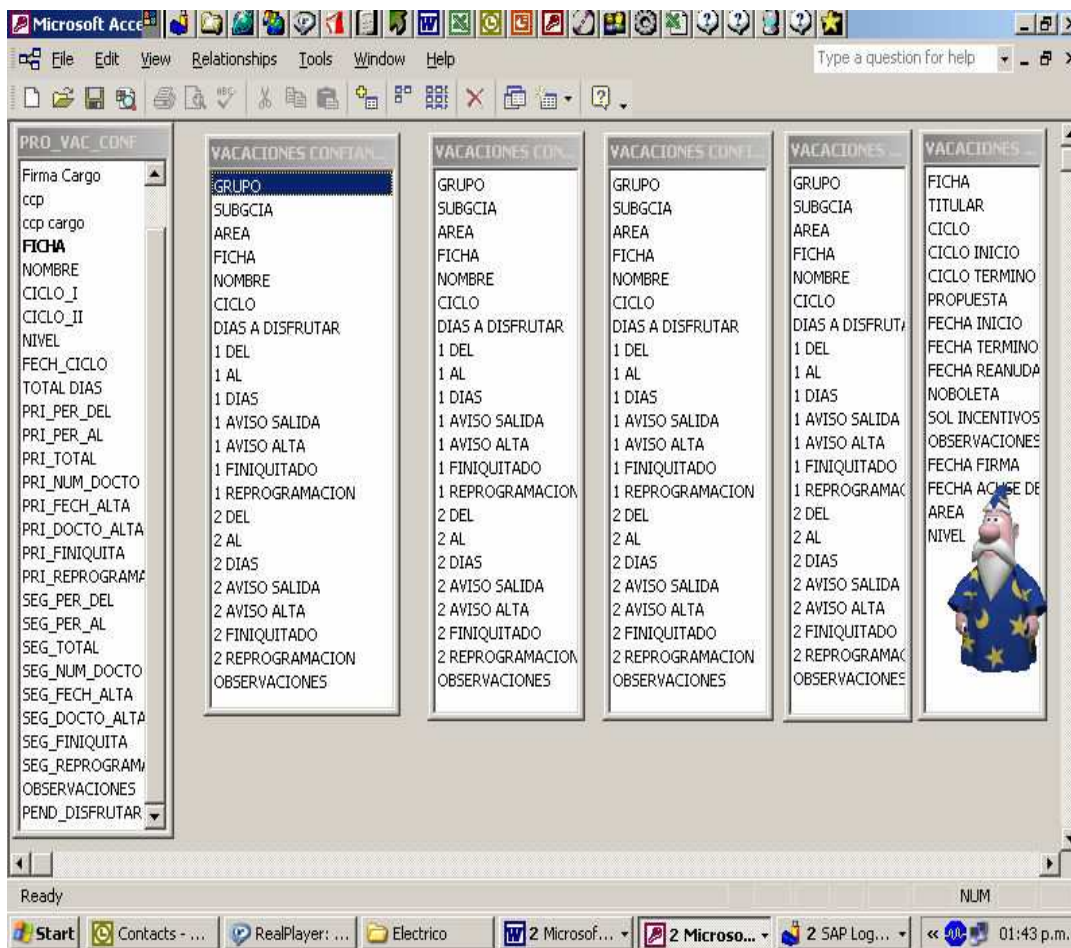 Microsoft Acce
File Edit View Relationships Tools Window Help
Type a question for help
PRO_VAC_CONF
Firma Cargo
ccp
ccp cargo
FICHA
NOMBRE
CICLO_I
CICLO_II
NIVEL
FECH_CICLO
TOTAL DIAS
PRI_PER_DEL
PRI_PER_AL
PRI_TOTAL
PRI_NUM_DOCTO
PRI_FECH_ALTA
PRI_DOCTO_ALTA
PRI_FINIQUITA
PRI_REPROGRAMA
SEG_PER_DEL
SEG_PER_AL
SEG_TOTAL
SEG_NUM_DOCTO
SEG_FECH_ALTA
SEG_DOCTO_ALTA
SEG_FINIQUITA
SEG_REPROGRAMA
OBSERVACIONES
PEND_DISFRUTAR
VACACIONES CONFIAN...
GRUPO
SUBGCIA
AREA
FICHA
NOMBRE
CICLO
DIAS A DISFRUTAR
1 DEL
1 AL
1 DIAS
1 AVISO SALIDA
1 AVISO ALTA
1 FINIQUITADO
1 REPROGRAMACION
2 DEL
2 AL
2 DIAS
2 AVISO SALIDA
2 AVISO ALTA
2 FINIQUITADO
2 REPROGRAMACION
OBSERVACIONES
VACACIONES CON...
GRUPO
SUBGCIA
AREA
FICHA
NOMBRE
CICLO
DIAS A DISFRUTAR
1 DEL
1 AL
1 DIAS
1 AVISO SALIDA
1 AVISO ALTA
1 FINIQUITADO
1 REPROGRAMACION
2 DEL
2 AL
2 DIAS
2 AVISO SALIDA
2 AVISO ALTA
2 FINIQUITADO
2 REPROGRAMACION
OBSERVACIONES
VACACIONES CONFI...
GRUPO
SUBGCIA
AREA
FICHA
NOMBRE
CICLO
DIAS A DISFRUTAR
1 DEL
1 AL
1 DIAS
1 AVISO SALIDA
1 AVISO ALTA
1 FINIQUITADO
1 REPROGRAMACION
2 DEL
2 AL
2 DIAS
2 AVISO SALIDA
2 AVISO ALTA
2 FINIQUITADO
2 REPROGRAMACION
OBSERVACIONES
VACACIONES ...
GRUPO
SUBGCIA
AREA
FICHA
NOMBRE
CICLO
DIAS A DISFRUTA
1 DEL
1 AL
1 DIAS
1 AVISO SALIDA
1 AVISO ALTA
1 FINIQUITADO
1 REPROGRAMAC
2 DEL
2 AL
2 DIAS
2 AVISO SALIDA
2 AVISO ALTA
2 FINIQUITADO
2 REPROGRAMAC
OBSERVACIONES
VACACIONES ...
FICHA
TITULAR
CICLO
CICLO INICIO
CICLO TERMINO
PROPUESTA
FECHA INICIO
FECHA TERMINO
FECHA REANUDA
NOBOLETA
SOL INCENTIVOS
OBSERVACIONES
FECHA FIRMA
FECHA ACUSE DE
AREA
NIVEL
Ready NUM
Start Contacts - ... RealPlayer: ... Electrico 2 Microsof... 2 Microso... 2 SAP Log... « 01:43 p.m.